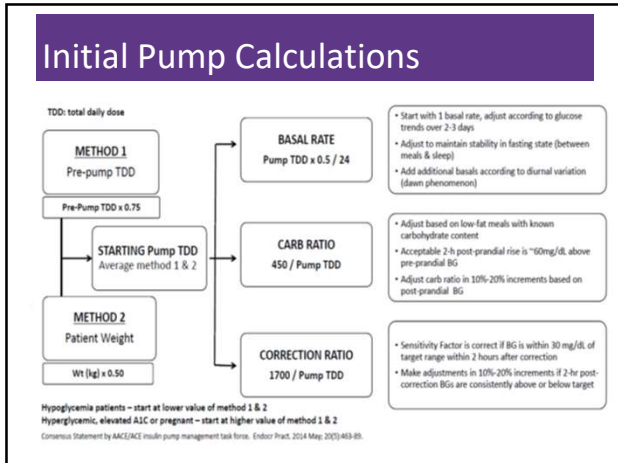 Initial Pump Calculations
TDD: total daily dose
METHOD 1
Pre-pump TDD
Pre-Pump TDD x 0.75
STARTING Pump TDD
Average method 1 & 2
METHOD 2
Patient Weight
Wt (kg) x 0.50
BASAL RATE
Pump TDD x 0.5 / 24
CARB RATIO
450 / Pump TDD
CORRECTION RATIO
1700 / Pump TDD
• Start with 1 basal rate, adjust according to glucose
trends over 2-3 days
• Adjust to maintain stability in fasting state (between
meals & sleep)
• Add additional basals according to diurnal variation
(dawn phenomenon)
• Adjust based on low-fat meals with known
carbohydrate content
• Acceptable 2-h post-prandial rise is ~60mg/dL above
pre-prandial BG
• Adjust carb ratio in 10%-20% increments based on
post-prandial BG
• Sensitivity Factor is correct if BG is within 30 mg/dL of
target range within 2 hours after correction
• Make adjustments in 10%-20% increments if 2-hr post-
correction BGs are consistently above or below target
Hypoglycemia patients – start at lower value of method 1 & 2
Hyperglycemic, elevated A1C or pregnant – start at higher value of method 1 & 2
Consensus Statement by AACE/ACE insulin pump management task force. Endocr Pract. 2014 May; 20(5):463-89.